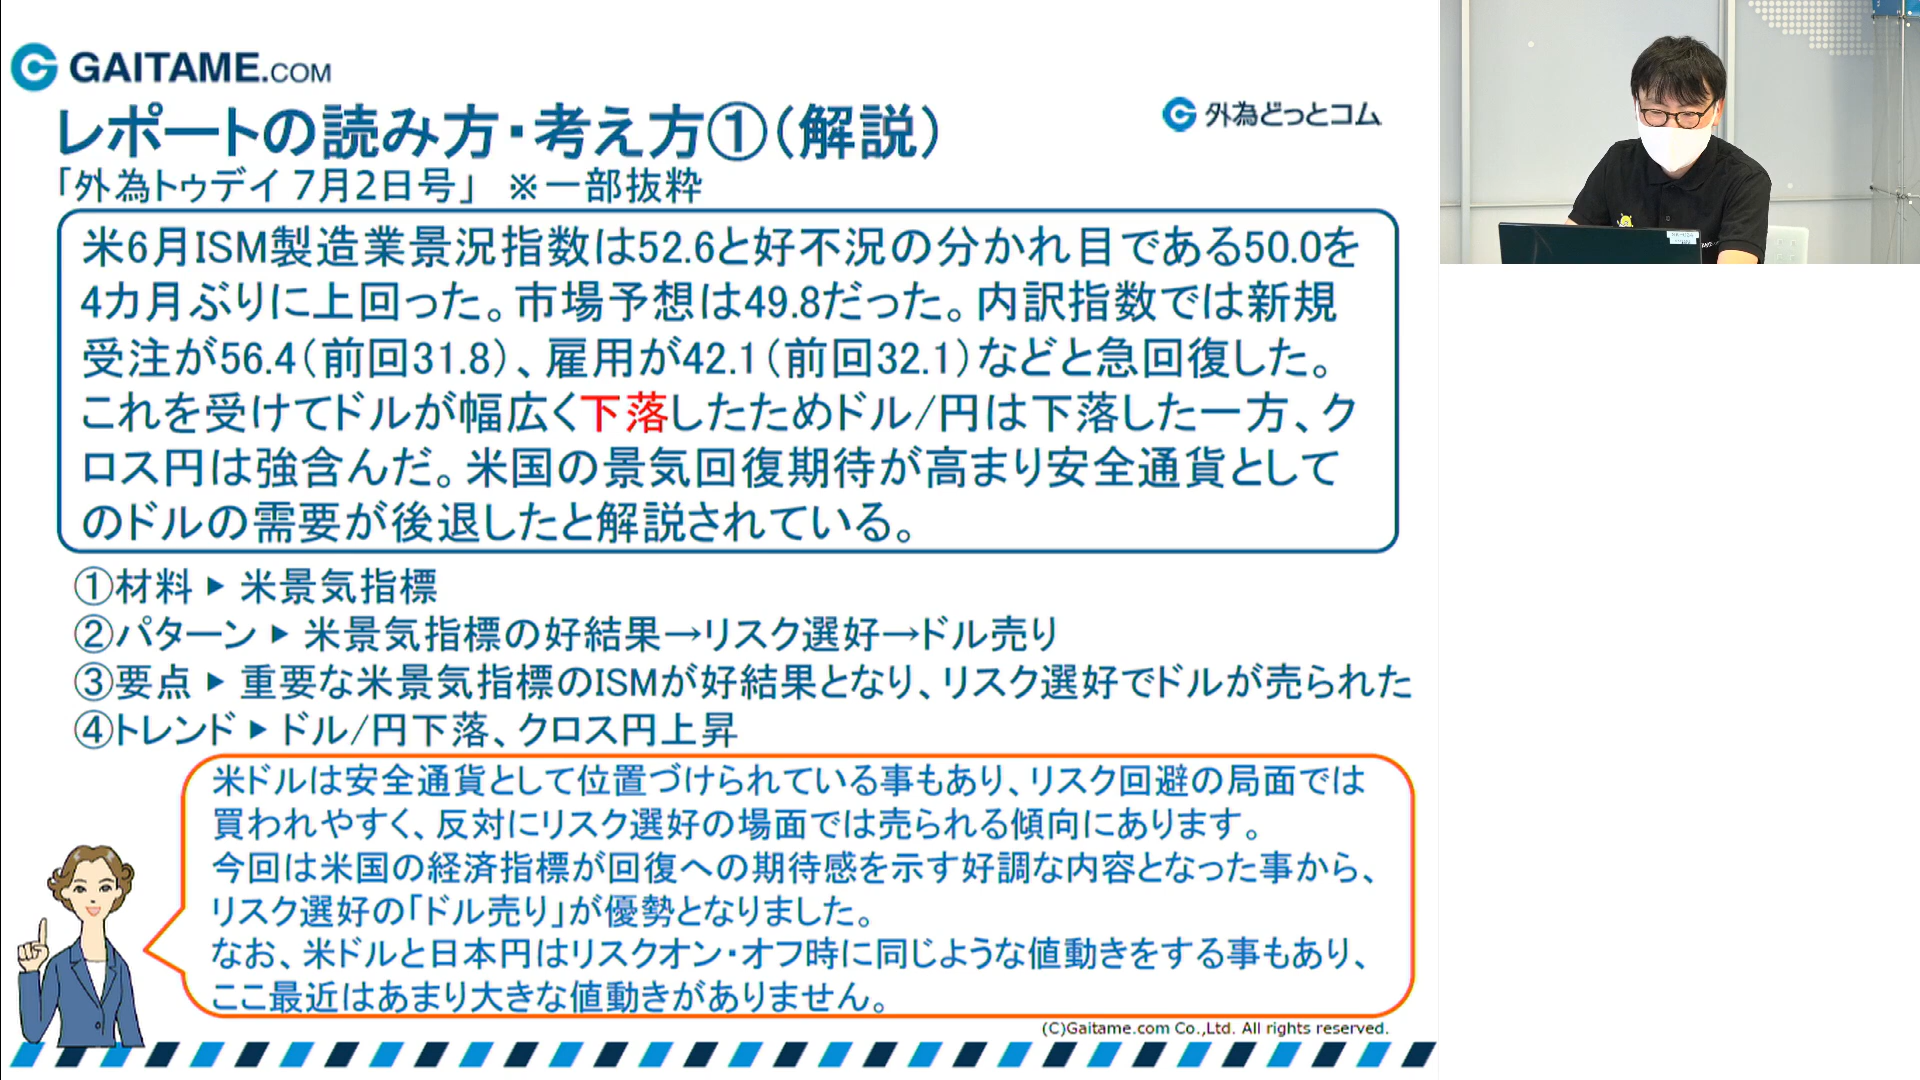 GAITAME.COM
レポートの読み方・考え方①(解説)
外為どっとコム
「外為トゥデイ 7月2日号」 ※一部抜粋
米6月ISM製造業景況指数は52.6と好不況の分かれ目である50.0を
4カ月ぶりに上回った。市場予想は49.8だった。内訳指数では新規
受注が56.4(前回31.8)、雇用が42.1(前回32.1)などと急回復した。
これを受けてドルが幅広く下落したためドル/円は下落した一方、ク
ロス円は強含んだ。米国の景気回復期待が高まり安全通貨として
のドルの需要が後退したと解説されている。
①材料▶米景気指標
②パターン▶米景気指標の好結果→リスク選好→ドル売り
③要点▶重要な米景気指標のISMが好結果となり、リスク選好でドルが売られた
④トレンド▶ドル/円下落、クロス円上昇
米ドルは安全通貨として位置づけられている事もあり、リスク回避の局面では
買われやすく、反対にリスク選好の場面では売られる傾向にあります。
今回は米国の経済指標が回復への期待感を示す好調な内容となった事から、
リスク選好の「ドル売り」が優勢となりました。
なお、米ドルと日本円はリスクオン・オフ時に同じような値動きをする事もあり、
ここ最近はあまり大きな値動きがありません。
(C)Gaitame.com Co.,Ltd. All rights reserved.